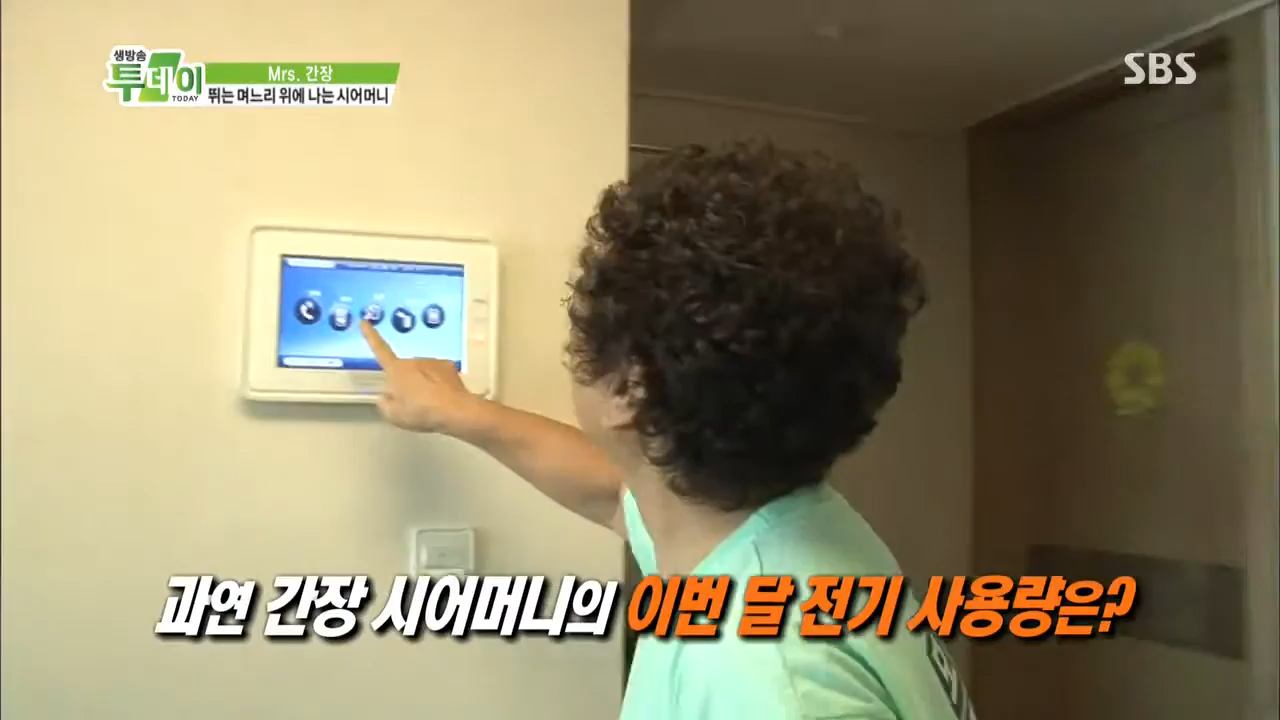 생방송
투데이
TODAY
Mrs. 간장
뛰는 며느리 위에 나는 시어머니
SBS
과연 간장 시어머니의 이번 달 전기 사용량은?